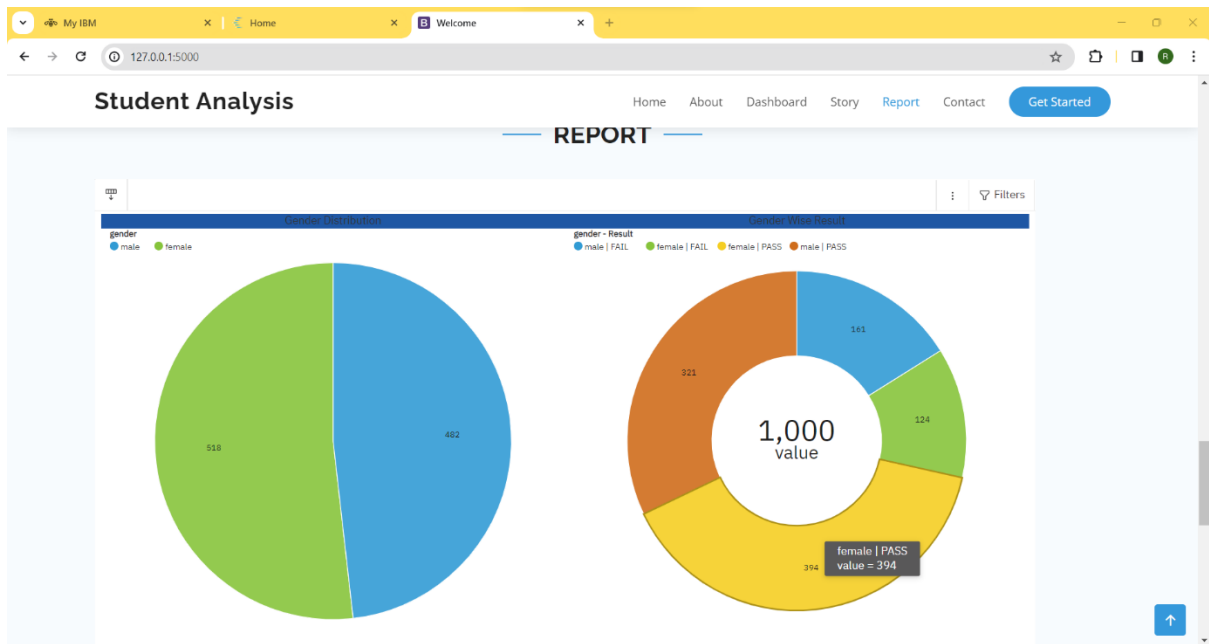 My IBM
Home
Welcome
127.0.0.1:5000
R
Student Analysis
Home About Dashboard Story Report Contact Get Started
REPORT
Filters
Gender Distribution
gender
male female
518
482
Gender Wise Result
gender - Result
male | FAIL female | FAIL female | PASS male | PASS
161
321
124
1,000
value
394
female | PASS
value = 394